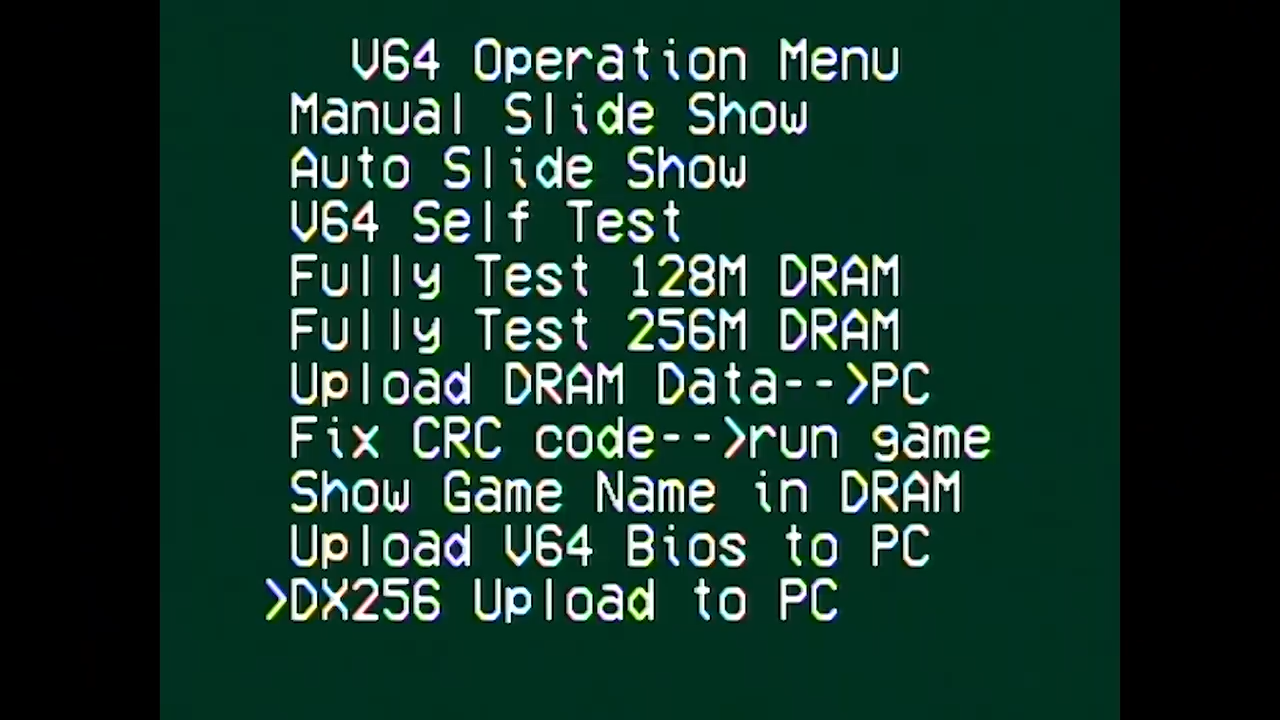 V64 Operation Menu
Manual Slide Show
Auto Slide Show
V64 Self Test
Fully Test 128M DRAM
Fully Test 256M DRAM
Upload DRAM Data-->PC
Fix CRC code-->run game
Show Game Name in DRAM
Upload V64 Bios to PC
>DX256 Upload to PC